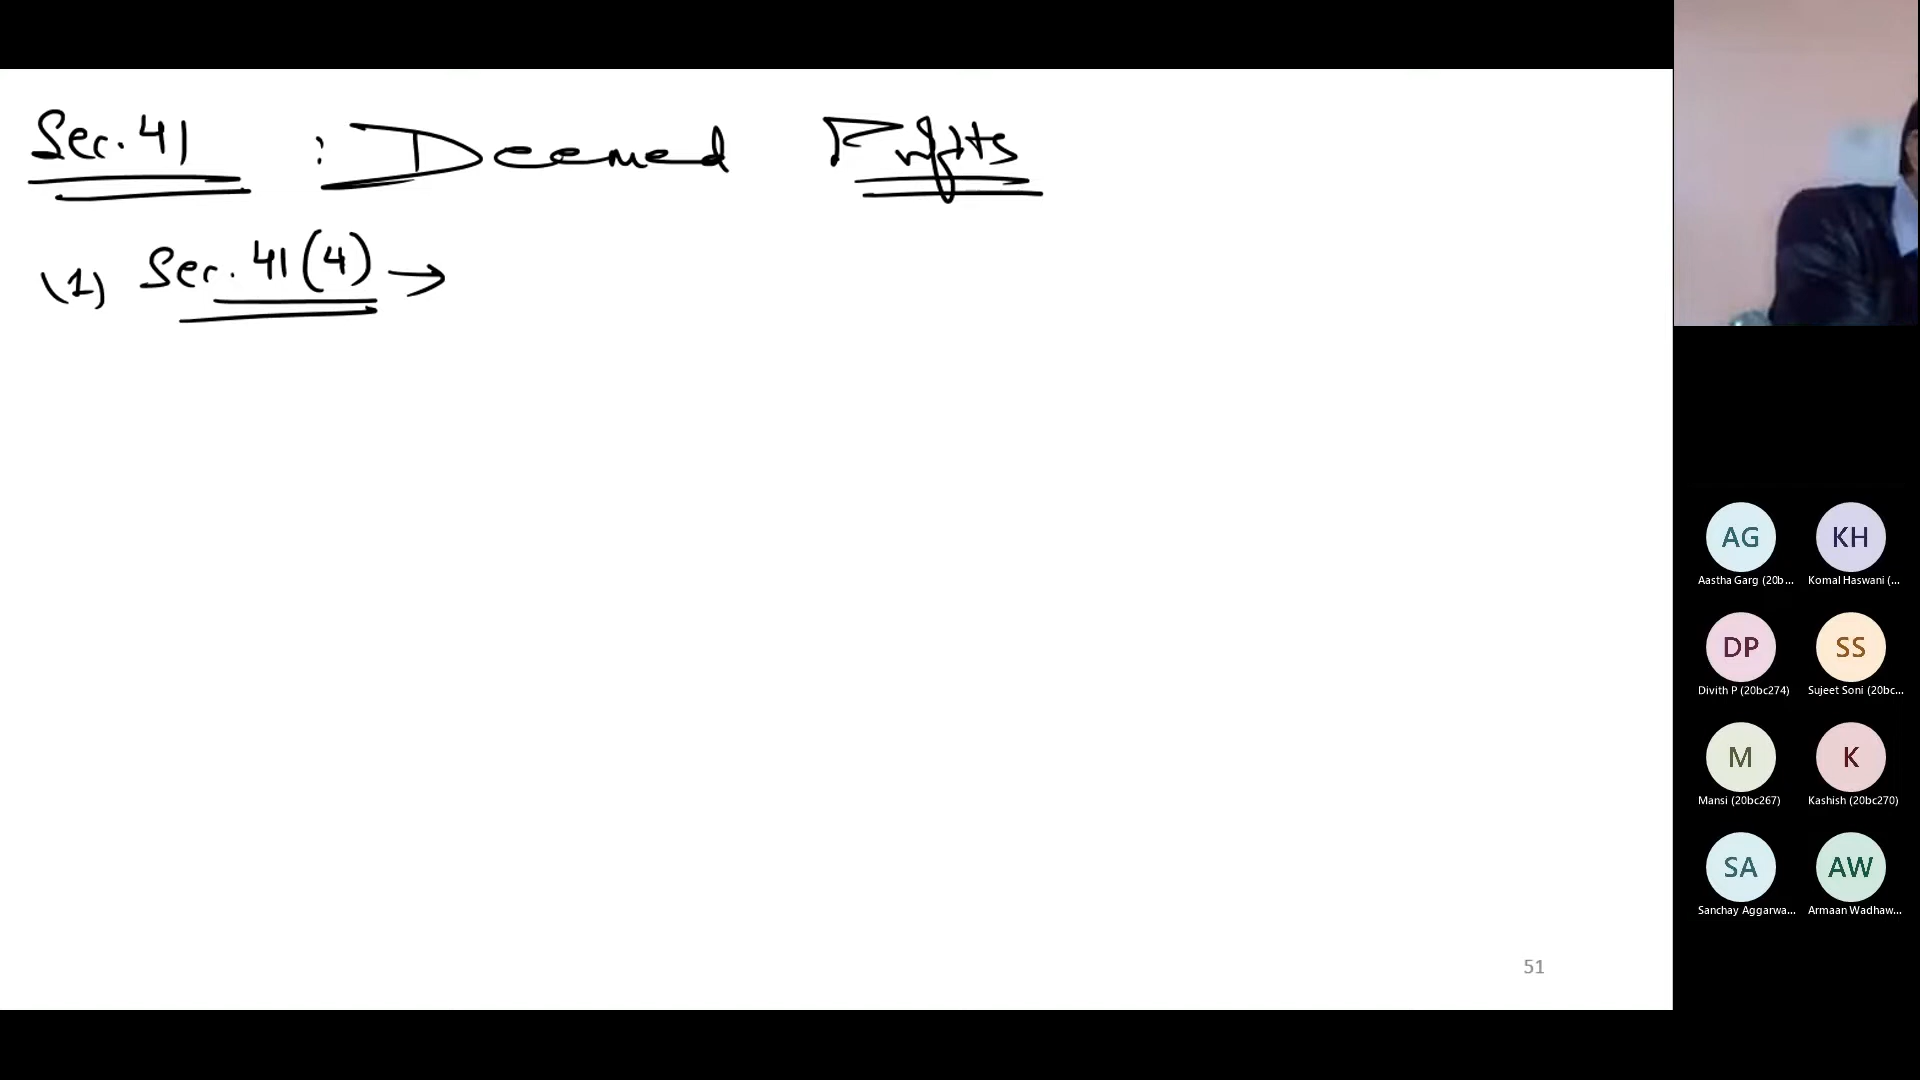 Sec. 41 : Deemed Profits
(1) Sec. 41(4) →
51
AG
KH
Aastha Garg (20b...
Komal Haswani (...
DP
SS
Divith P (20bc274)
Sujeet Soni (20bc...
M
K
Mansi (20bc267)
Kashish (20bc270)
SA
AW
Sanchay Aggarwa...
Armaan Wadhaw...